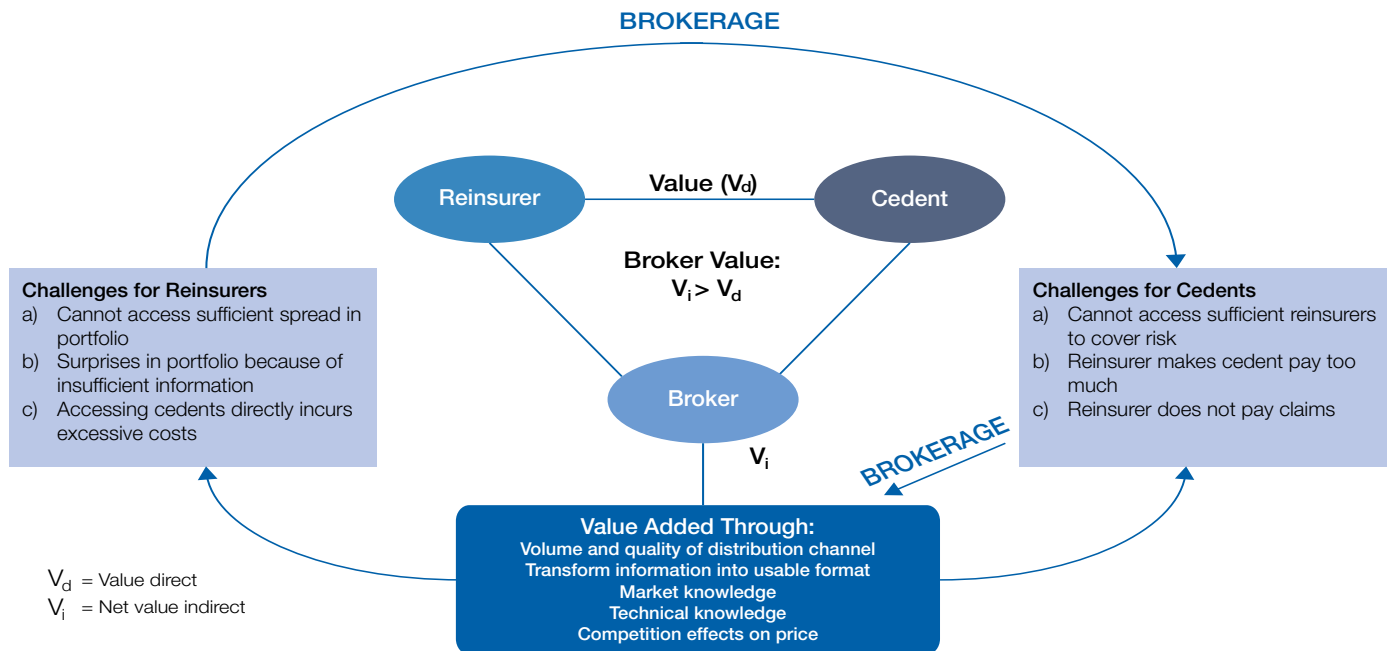 BROKERAGE
Reinsurer
Value (Vd)
Cedent
Broker Value:
Vi > Vd
Challenges for Reinsurers
a) Cannot access sufficient spread in
portfolio
b) Surprises in portfolio because of
insufficient information
c) Accessing cedents directly incurs
excessive costs
Challenges for Cedents
a) Cannot access sufficient reinsurers
to cover risk
b) Reinsurer makes cedent pay too
much
c) Reinsurer does not pay claims
Broker
Vi
BROKERAGE
Value Added Through:
Volume and quality of distribution channel
Transform information into usable format
Market knowledge
Technical knowledge
Competition effects on price
Vd = Value direct
Vi = Net value indirect